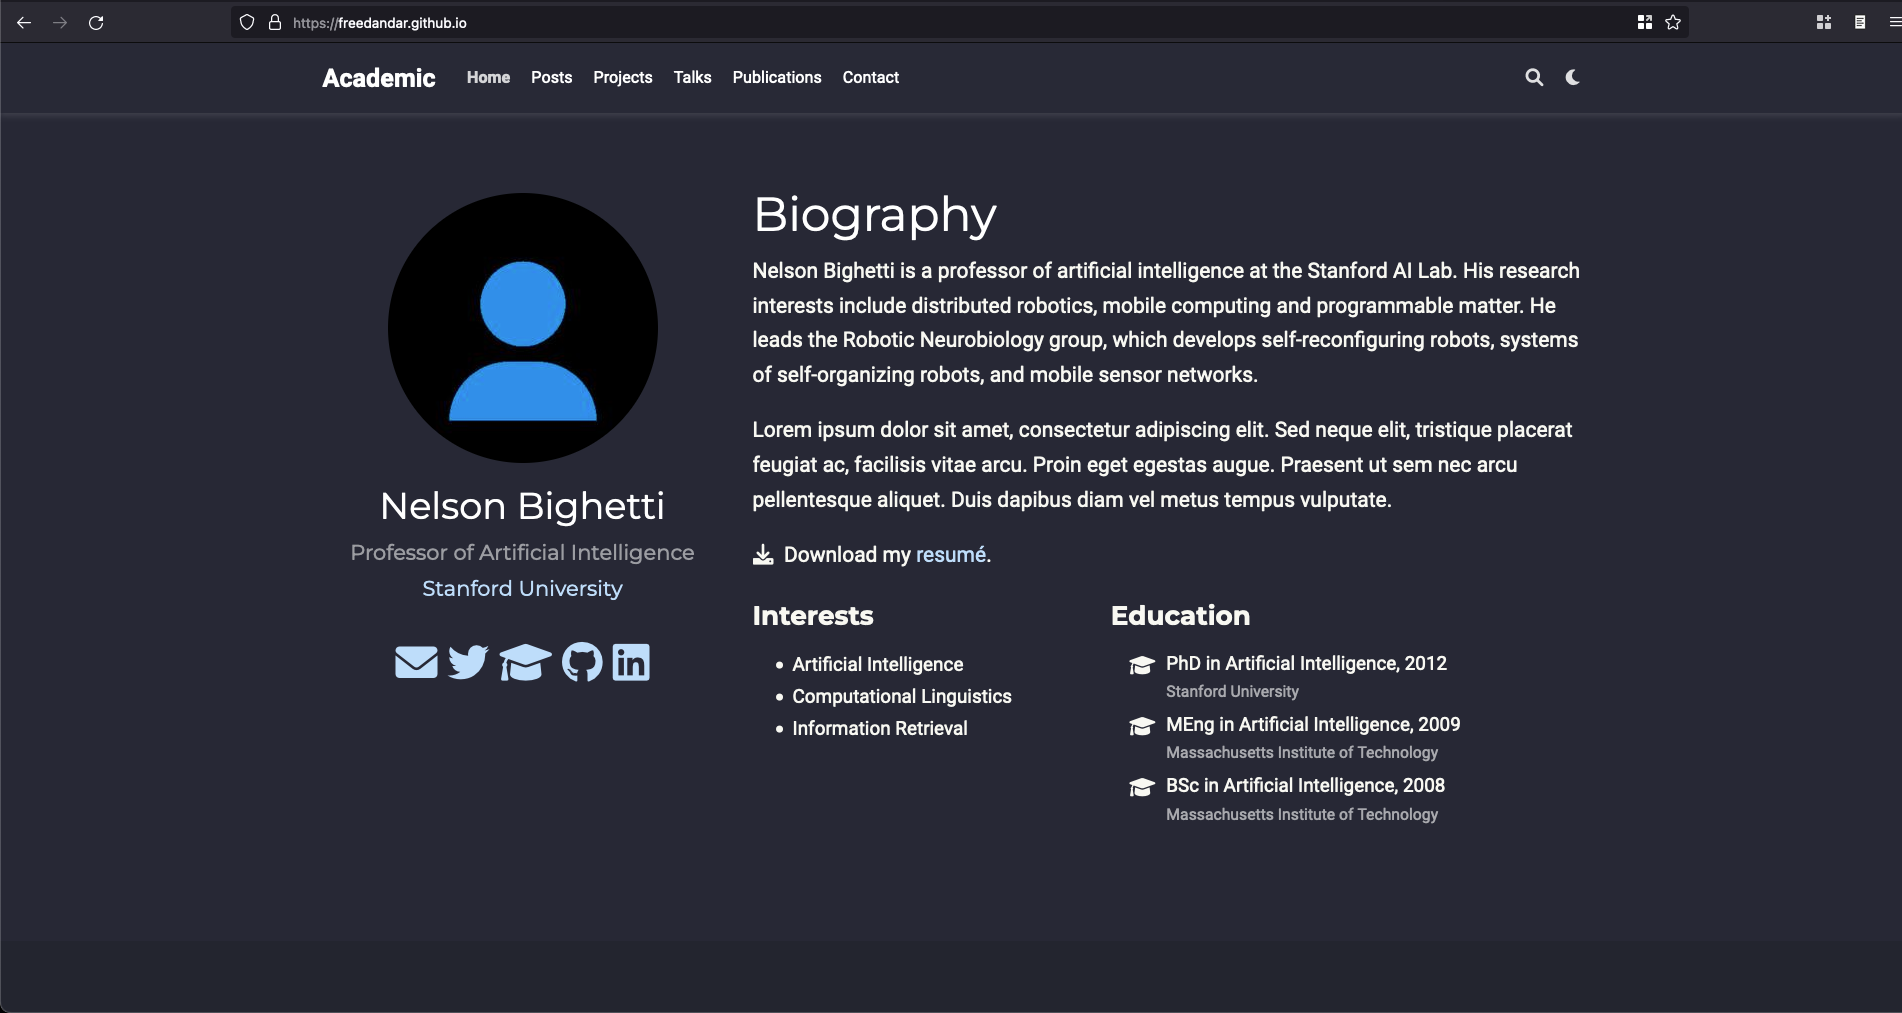 https://freedandar.github.io
Academic Home Posts Projects Talks Publications Contact
Nelson Bighetti
Professor of Artificial Intelligence
Stanford University
Biography
Nelson Bighetti is a professor of artificial intelligence at the Stanford AI Lab. His research
interests include distributed robotics, mobile computing and programmable matter. He
leads the Robotic Neurobiology group, which develops self-reconfiguring robots, systems
of self-organizing robots, and mobile sensor networks.
Lorem ipsum dolor sit amet, consectetur adipiscing elit. Sed neque elit, tristique placerat
feugiat ac, facilisis vitae arcu. Proin eget egestas augue. Praesent ut sem nec arcu
pellentesque aliquet. Duis dapibus diam vel metus tempus vulputate.
Download my resumé.
Interests
Artificial Intelligence
Computational Linguistics
Information Retrieval
Education
PhD in Artificial Intelligence, 2012
Stanford University
MEng in Artificial Intelligence, 2009
Massachusetts Institute of Technology
BSc in Artificial Intelligence, 2008
Massachusetts Institute of Technology